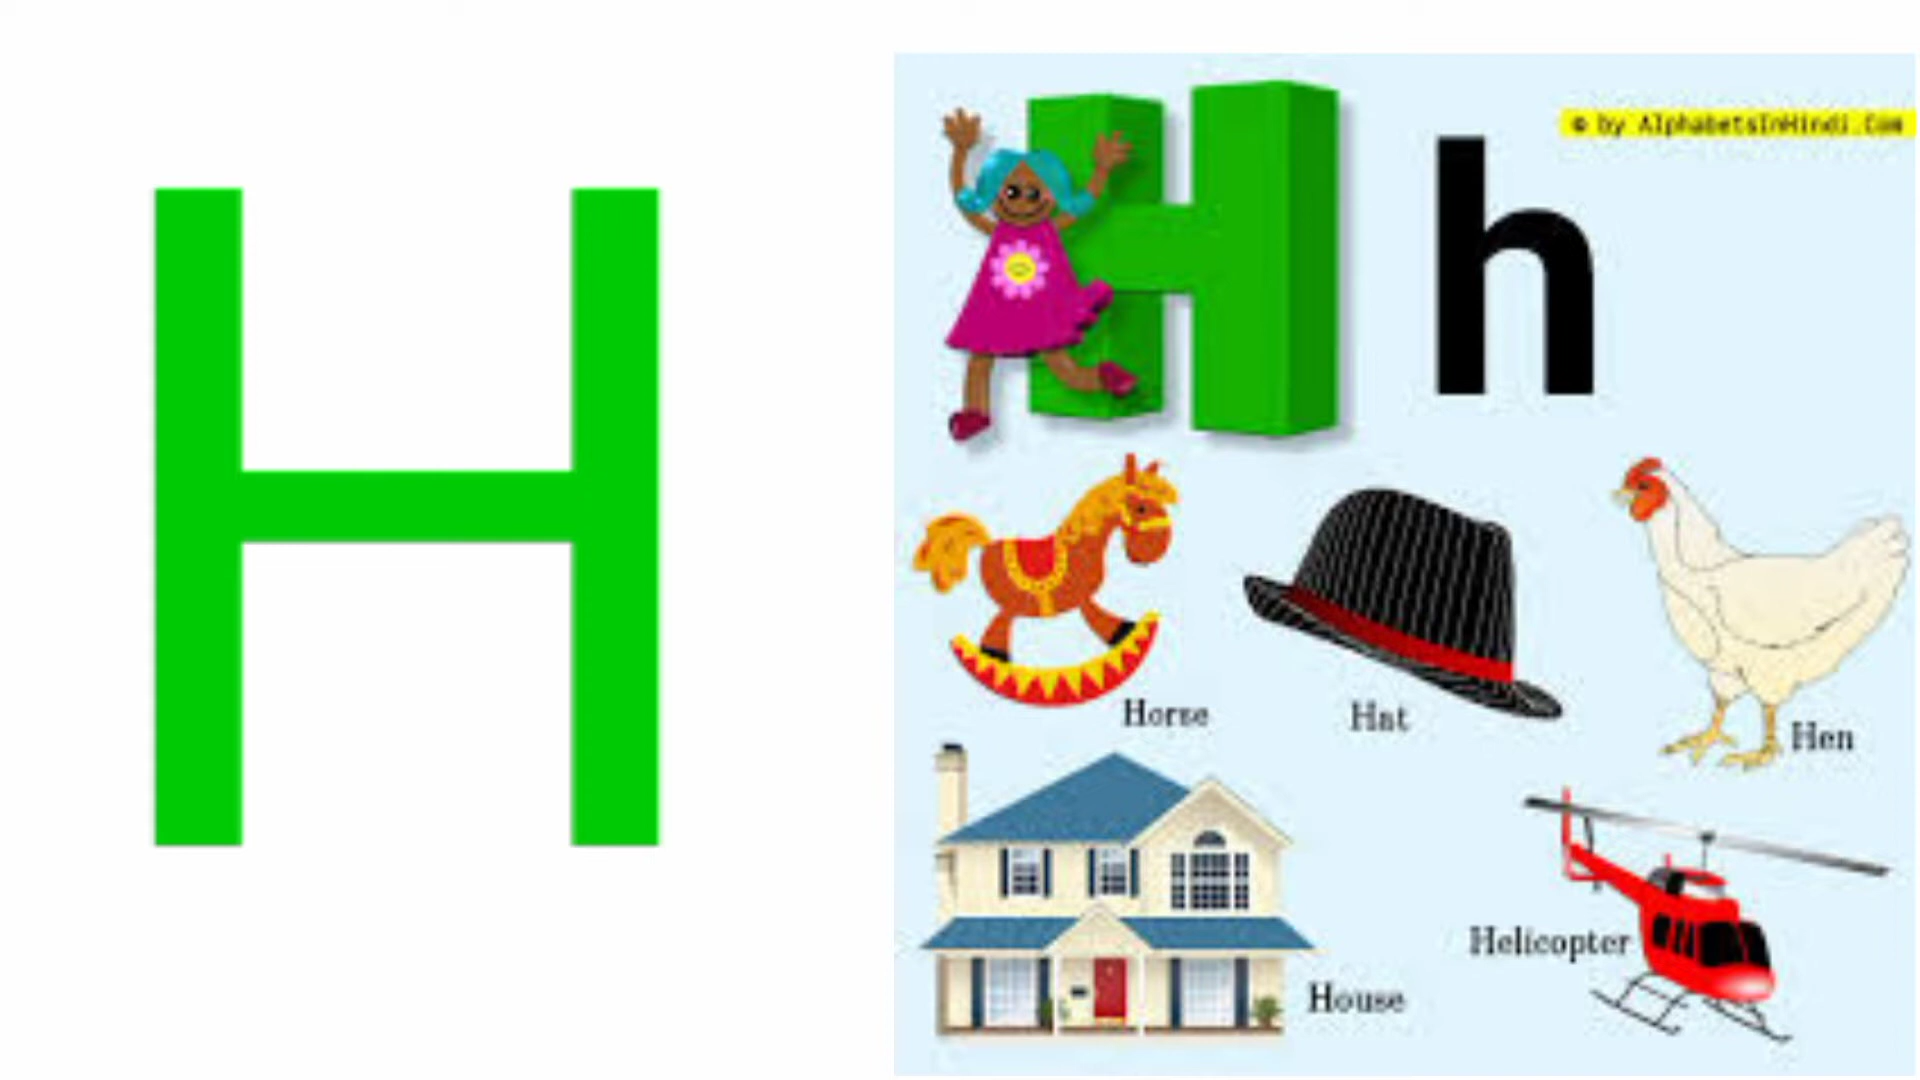 H
H h
© by AlphabetsInHindi.Com
Horse
Hat
Hen
House
Helicopter